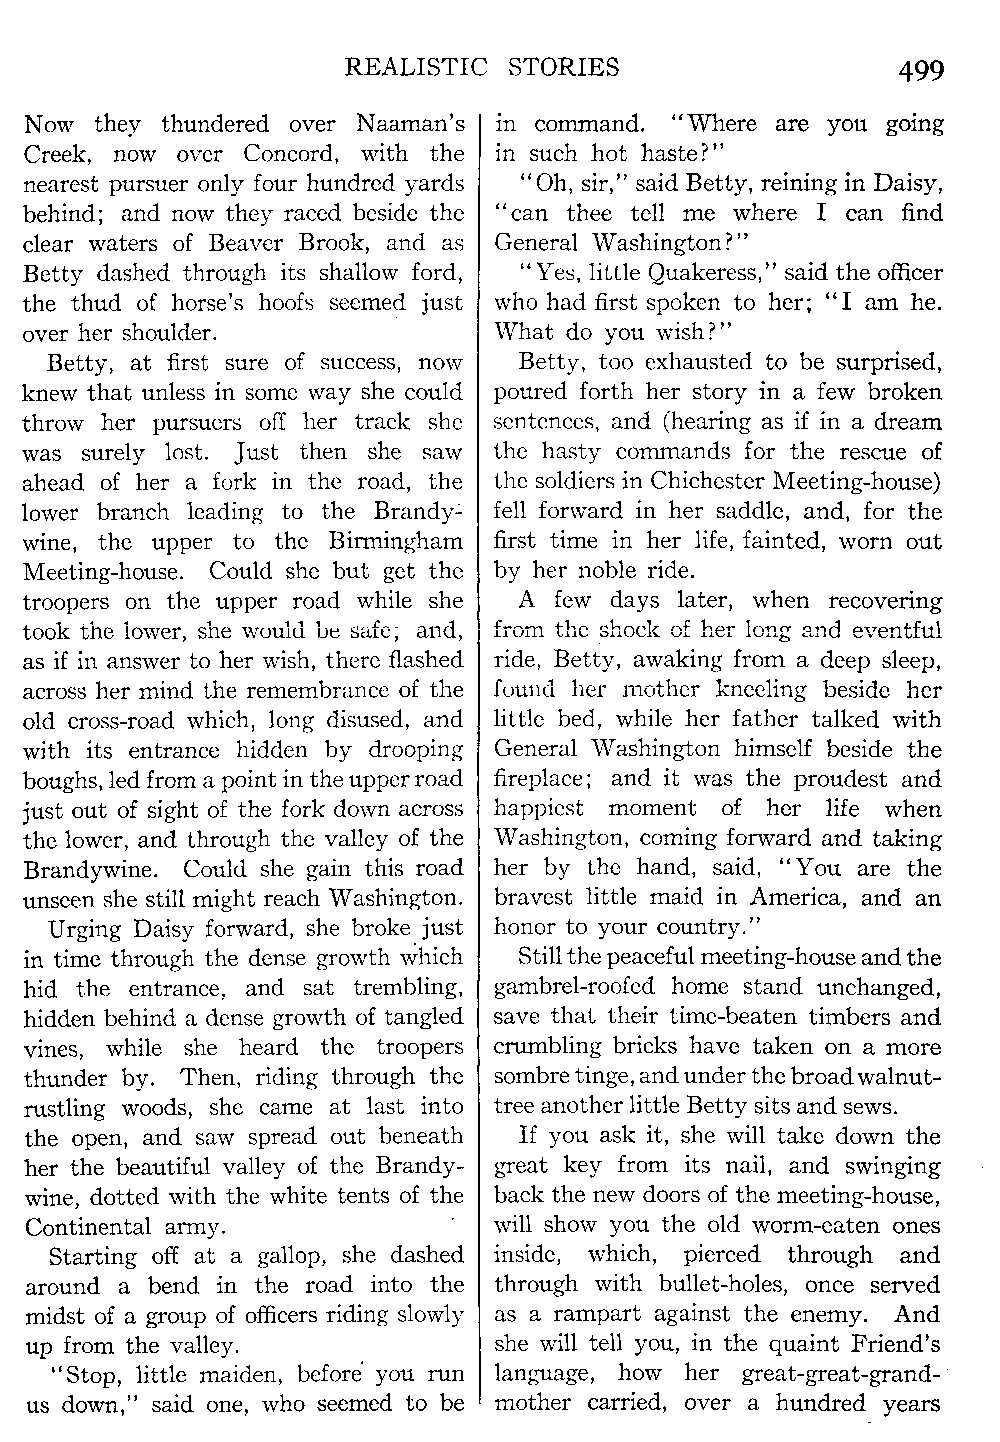 REALISTIC STORIES
499
Now they thundered over Naaman's
Creek, now over Concord, with the
nearest pursuer only four hundred yards
behind; and now they raced beside the
clear waters of Beaver Brook, and as
Betty dashed through its shallow ford,
the thud of horse's hoofs seemed just
over her shoulder.
Betty, at first sure of success, now
knew that unless in some way she could
throw her pursuers off her track she
was surely lost. Just then she saw
ahead of her a fork in the road, the
lower branch leading to the Brandy-
wine, the upper to the Birmingham
Meeting-house. Could she but get the
troopers on the upper road while she
took the lower, she would be safe; and,
as if in answer to her wish, there flashed
across her mind the remembrance of the
old cross-road which, long disused, and
with its entrance hidden by drooping
boughs, led from a point in the upper road
just out of sight of the fork down across
the lower, and through the valley of the
Brandywine. Could she gain this road
unseen she still might reach Washington.
Urging Daisy forward, she broke just
in time through the dense growth which
hid the entrance, and sat trembling,
hidden behind a dense growth of tangled
vines, while she heard the troopers
thunder by. Then, riding through the
rustling woods, she came at last into
the open, and saw spread out beneath
her the beautiful valley of the Brandy-
wine, dotted with the white tents of the
Continental army.
Starting off at a gallop, she dashed
around a bend in the road into the
midst of a group of officers riding slowly
up from the valley.
"Stop, little maiden, before you run
us down," said one, who seemed to be
in command. "Where are you going
in such hot haste?"
"Oh, sir," said Betty, reining in Daisy,
"can thee tell me where I can find
General Washington?"
"Yes, little Quakeress," said the officer
who had first spoken to her; "I am he.
What do you wish?"
Betty, too exhausted to be surprised,
poured forth her story in a few broken
sentences, and (hearing as if in a dream
the hasty commands for the rescue of
the soldiers in Chichester Meeting-house)
fell forward in her saddle, and, for the
first time in her life, fainted, worn out
by her noble ride.
A few days later, when recovering
from the shock of her long and eventful
ride, Betty, awaking from a deep sleep,
found her mother kneeling beside her
little bed, while her father talked with
General Washington himself beside the
fireplace; and it was the proudest and
happiest moment of her life when
Washington, coming forward and taking
her by the hand, said, "You are the
bravest little maid in America, and an
honor to your country."
Still the peaceful meeting-house and the
gambrel-roofed home stand unchanged,
save that their time-beaten timbers and
crumbling bricks have taken on a more
sombre tinge, and under the broad walnut-
tree another little Betty sits and sews.
If you ask it, she will take down the
great key from its nail, and swinging
back the new doors of the meeting-house,
will show you the old worm-eaten ones
inside, which, pierced through and
through with bullet-holes, once served
as a rampart against the enemy. And
she will tell you, in the quaint Friend's
language, how her great-great-grand-
mother carried, over a hundred years